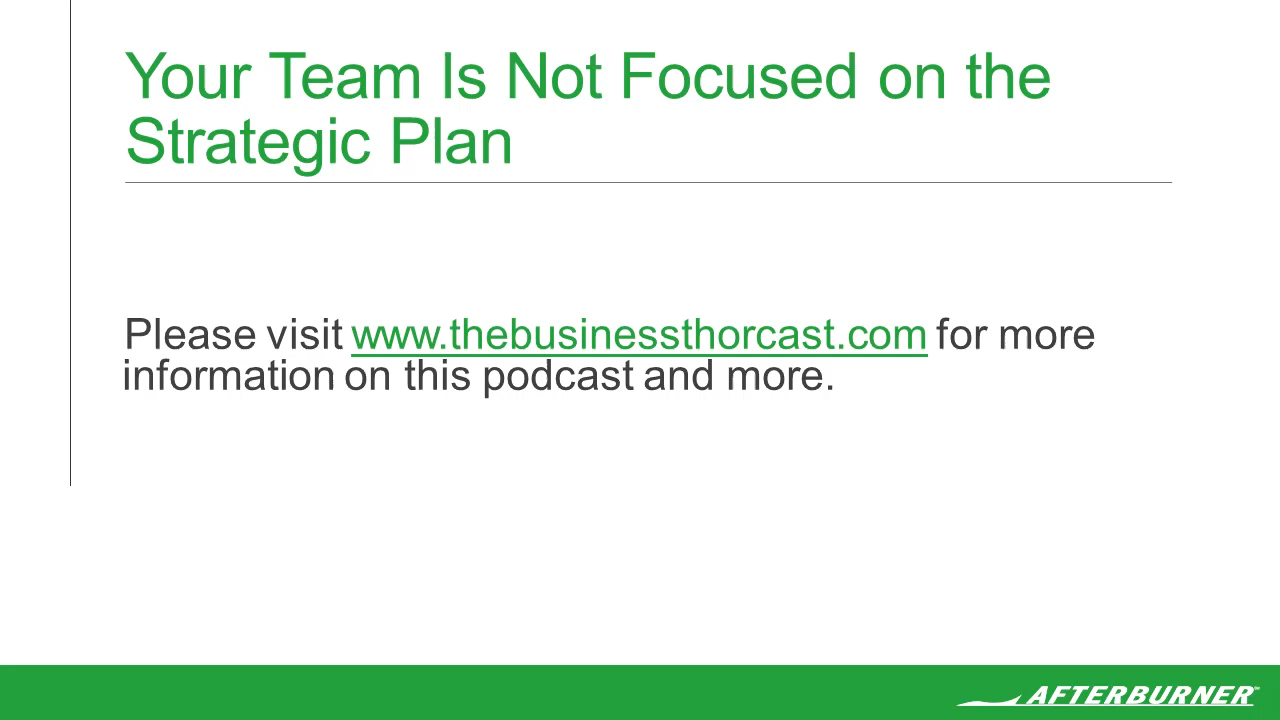 Your Team Is Not Focused on the
Strategic Plan
Please visit www.thebusinessthorcast.com for more
information on this podcast and more.
AFTERBURNER™